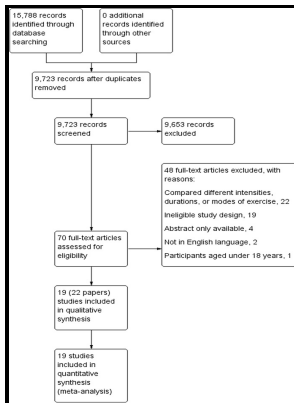 15,788 records
identified through
database
searching
0 additional
records identified
through other
sources
9,723 records after duplicates
removed
9,723 records
screened
9,653 records
excluded
48 full-text articles excluded, with
reasons:
Compared different intensities,
durations, or modes of exercise, 22
Ineligible study design, 19
Abstract only available, 4
Not in English language, 2
Participants aged under 18 years, 1
70 full-text articles
assessed for
eligibility
19 (22 papers)
studies included
in qualitative
synthesis
19 studies
included in
quantitative
synthesis
(meta-analysis)